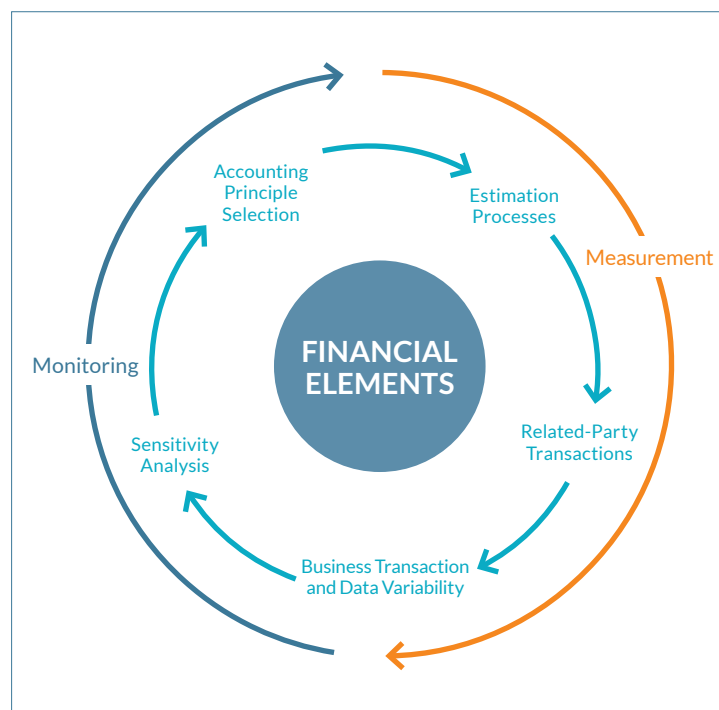 Accounting
Principle
Selection
Estimation
Processes
Measurement
FINANCIAL
ELEMENTS
Monitoring
Related-Party
Transactions
Sensitivity
Analysis
Business Transaction
and Data Variability